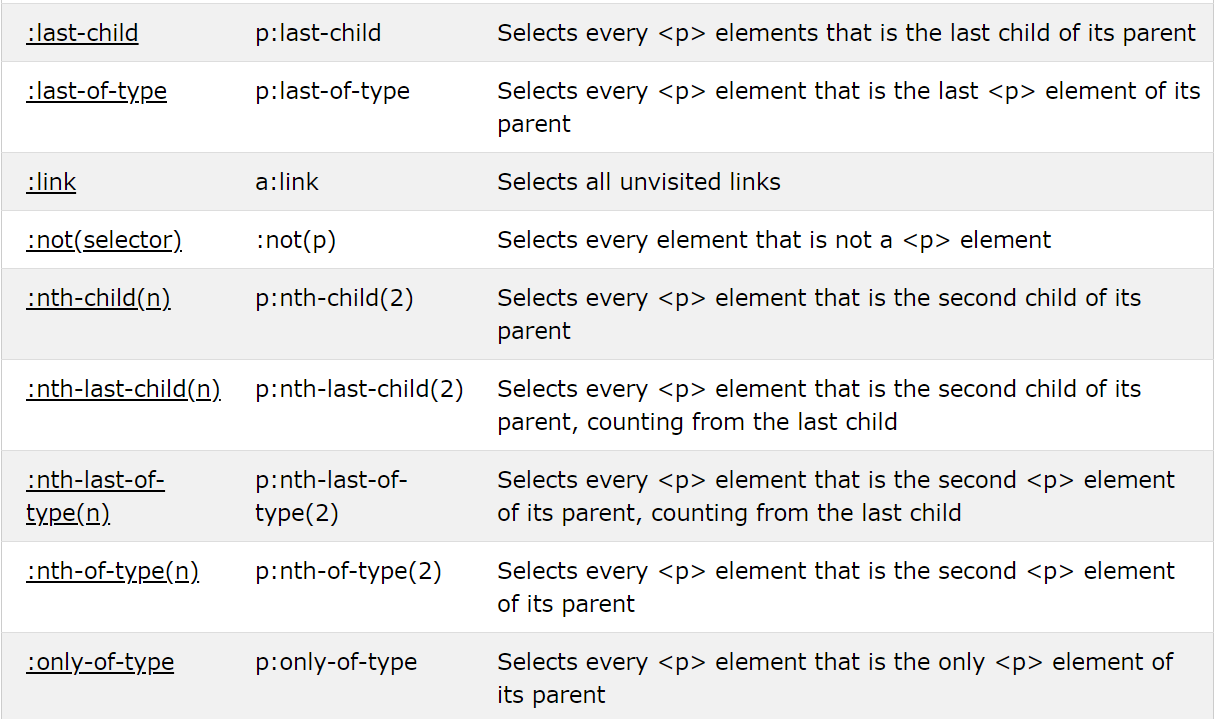 :last-child p:last-child Selects every <p> elements that is the last child of its parent
:last-of-type p:last-of-type Selects every <p> element that is the last <p> element of its
parent
:link a:link Selects all unvisited links
:not(selector) :not(p) Selects every element that is not a <p> element
:nth-child(n) p:nth-child(2) Selects every <p> element that is the second child of its
parent
:nth-last-child(n) p:nth-last-child(2) Selects every <p> element that is the second child of its
parent, counting from the last child
:nth-last-of- p:nth-last-of- Selects every <p> element that is the second <p> element
type(n) type(2) of its parent, counting from the last child
:nth-of-type(n) p:nth-of-type(2) Selects every <p> element that is the second <p> element
of its parent
:only-of-type p:only-of-type Selects every <p> element that is the only <p> element of
its parent